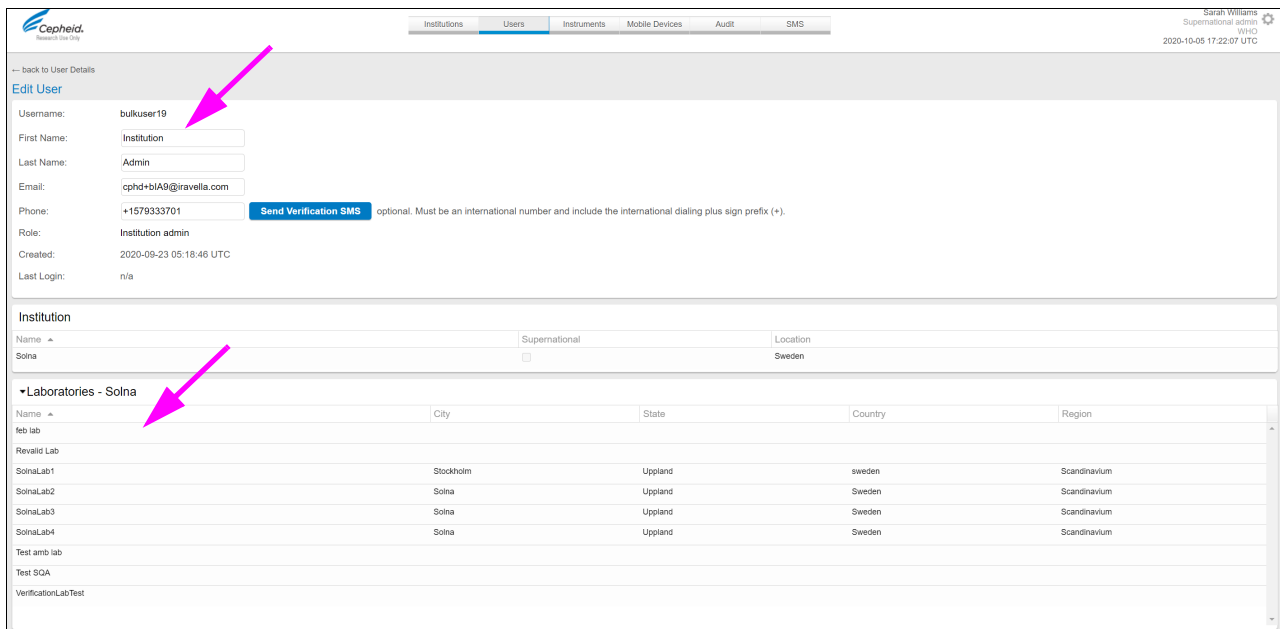 Cepheid.
Research Use Only
Institutions Users Instruments Mobile Devices Audit SMS
Sarah Williams
Supernational admin
WHO
2020-10-05 17:22:07 UTC
← back to User Details
Edit User
Username: bulkuser19
First Name: Institution
Last Name: Admin
Email: cphd+bIA9@iravella.com
Phone: +1579333701 Send Verification SMS optional. Must be an international number and include the international dialing plus sign prefix (+).
Role: Institution admin
Created: 2020-09-23 05:18:46 UTC
Last Login: n/a
Institution
Name Supernational Location
Solna Sweden
Laboratories - Solna
Name City State Country Region
feb lab
Revalid Lab
SolnaLab1 Stockholm Uppland sweden Scandinavium
SolnaLab2 Solna Uppland Sweden Scandinavium
SolnaLab3 Solna Uppland Sweden Scandinavium
SolnaLab4 Solna Uppland Sweden Scandinavium
Test amb lab
Test SQA
VerificationLabTest